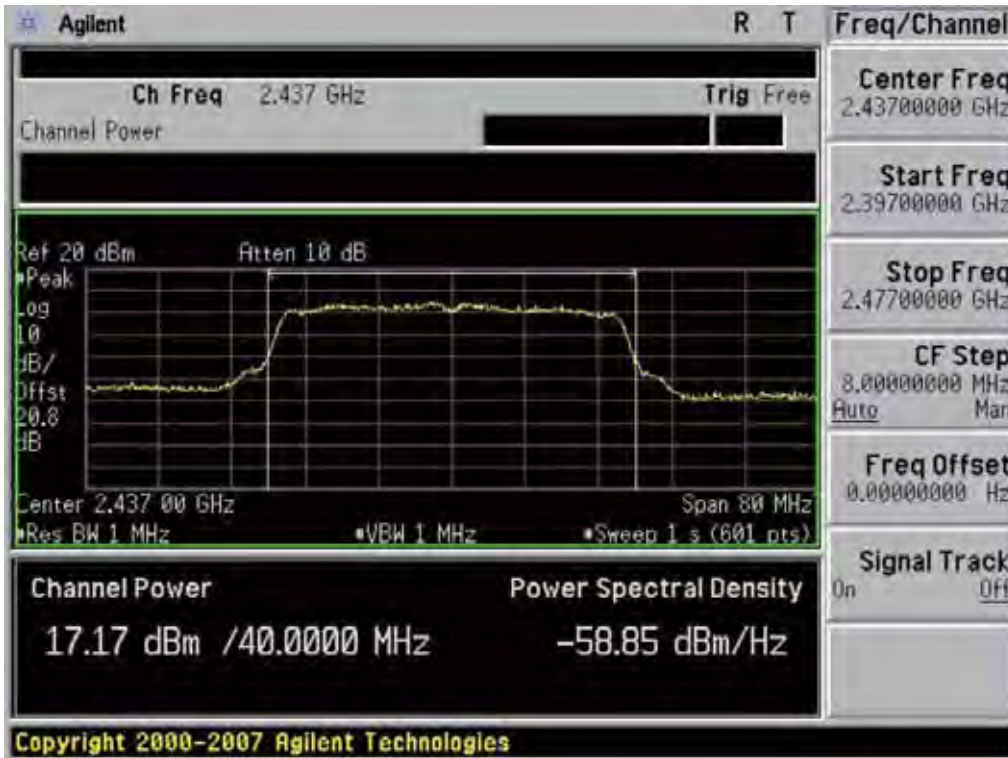 Agilent R T
Freq/Channel
Ch Freq 2.437 GHz Trig Free
Channel Power
Center Freq
2.43700000 GHz
Start Freq
2.39700000 GHz
Stop Freq
2.47700000 GHz
CF Step
8.00000000 MHz
Auto Man
Freq Offset
0.00000000 Hz
Signal Track
On Off
Ref 20 dBm Atten 10 dB
Peak
Log
10
dB/
Offst
20.8
dB
Center 2.437 00 GHz Span 80 MHz
Res BW 1 MHz VBW 1 MHz Sweep 1 s (601 pts)
Channel Power Power Spectral Density
17.17 dBm /40.0000 MHz -58.85 dBm/Hz
Copyright 2000-2007 Agilent Technologies